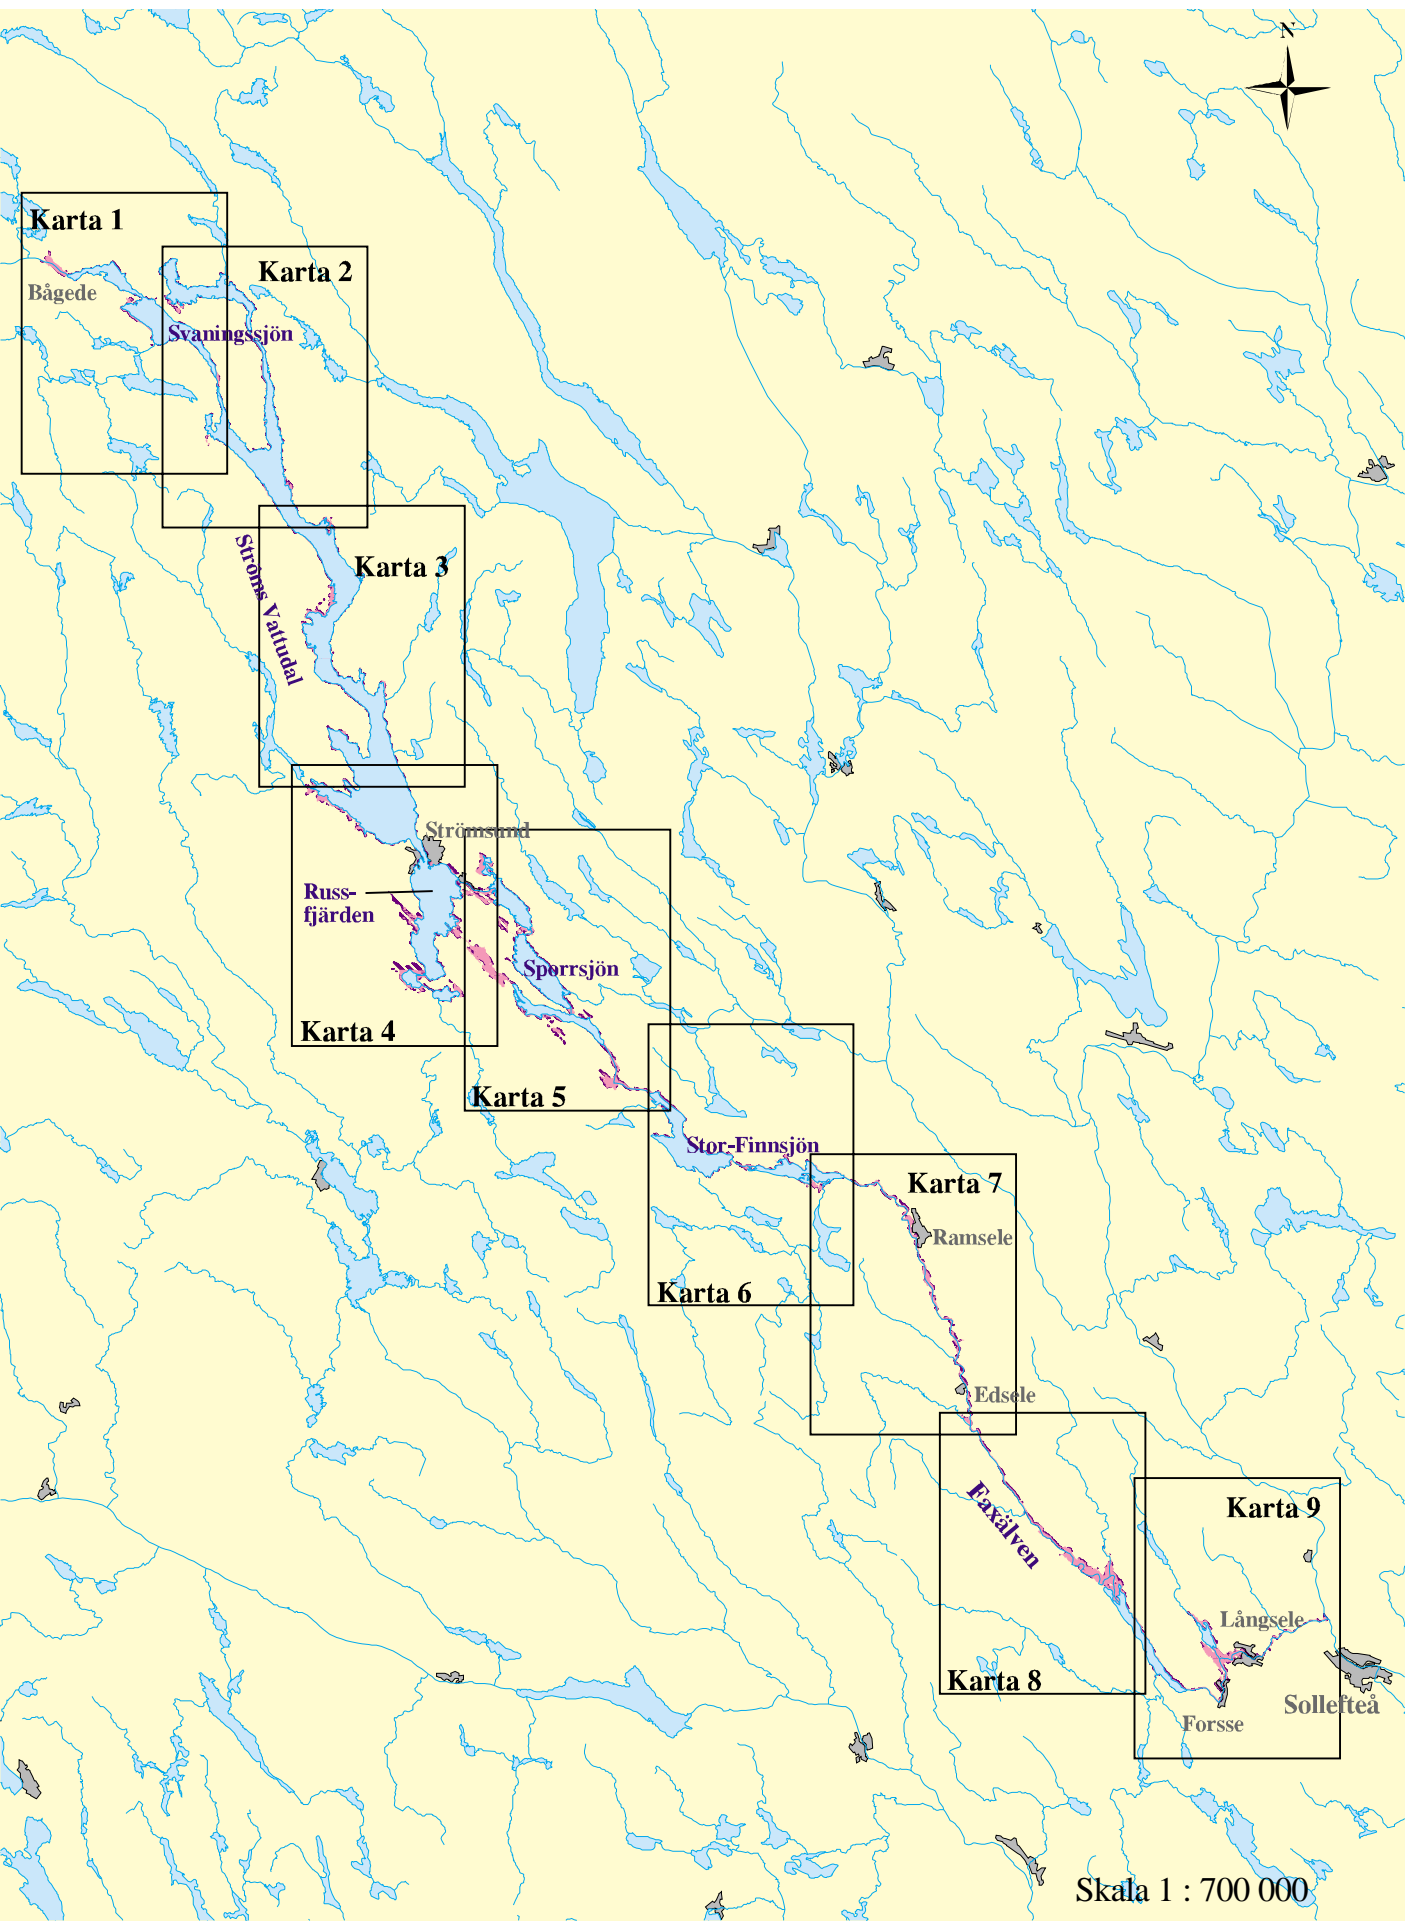 N
Karta 1
Karta 2
Bågede
Svaningssjön
Ströms Vattudal
Karta 3
Strömsund
Russ-
fjärden
Sporrsjön
Karta 4
Karta 5
Stor-Finnsjön
Karta 7
Ramsele
Karta 6
Edsele
Faxälven
Karta 9
Långsele
Karta 8
Sollefteå
Forsse
Skala 1 : 700 000